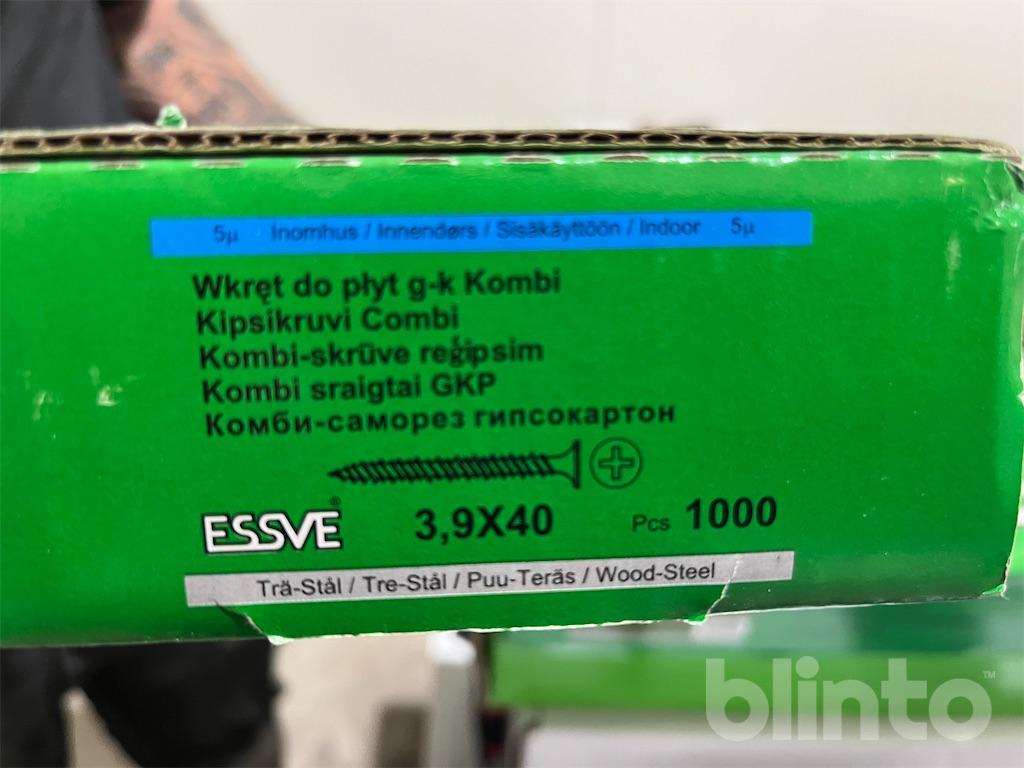 5µ Inomhus / Innendørs / Sisäkäyttöön / Indoor 5µ
Wkręt do płyt g-k Kombi
Kipsikruvi Combi
Kombi-skrūve reģipsim
Kombi sraigtai GKP
Комби-саморез гипсокартон
ESSVE® 3,9X40 Pcs 1000
Trä-Stål / Tre-Stål / Puu-Teräs / Wood-Steel
blinto™